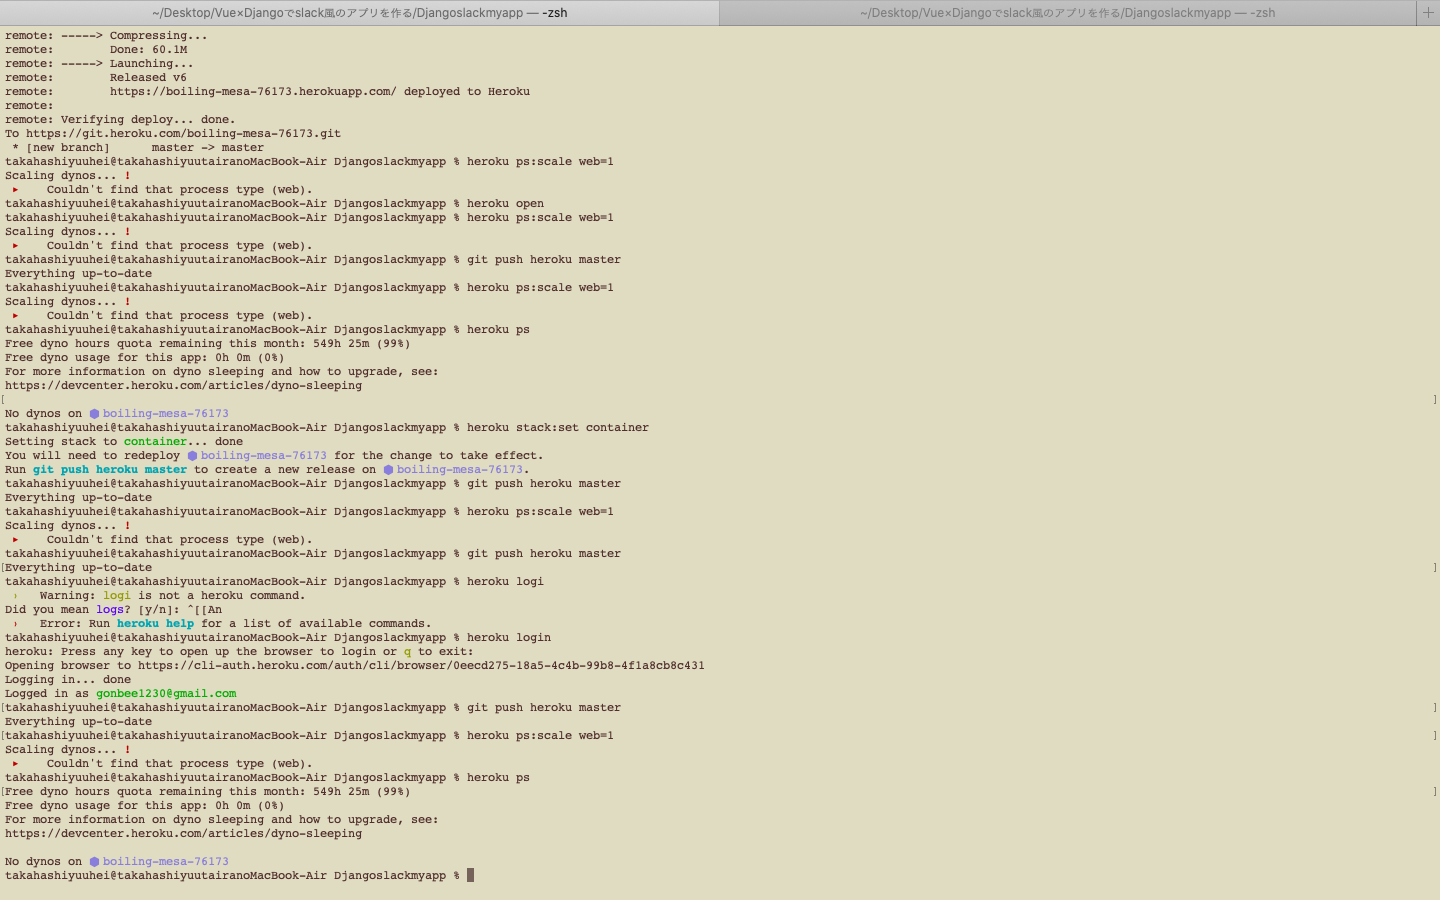 ~/Desktop/Vue×Djangoでslack風のアプリを作る/Djangoslackmyapp — -zsh
~/Desktop/Vue×Djangoでslack風のアプリを作る/Djangoslackmyapp — -zsh
remote: -----> Compressing...
remote:        Done: 60.1M
remote: -----> Launching...
remote:        Released v6
remote:        https://boiling-mesa-76173.herokuapp.com/ deployed to Heroku
remote:
remote: Verifying deploy... done.
To https://git.heroku.com/boiling-mesa-76173.git
 * [new branch]      master -> master
takahashiyuuhei@takahashiyuutairanoMacBook-Air Djangoslackmyapp % heroku ps:scale web=1
Scaling dynos... !
 ▸    Couldn't find that process type (web).
takahashiyuuhei@takahashiyuutairanoMacBook-Air Djangoslackmyapp % heroku open
takahashiyuuhei@takahashiyuutairanoMacBook-Air Djangoslackmyapp % heroku ps:scale web=1
Scaling dynos... !
 ▸    Couldn't find that process type (web).
takahashiyuuhei@takahashiyuutairanoMacBook-Air Djangoslackmyapp % git push heroku master
Everything up-to-date
takahashiyuuhei@takahashiyuutairanoMacBook-Air Djangoslackmyapp % heroku ps:scale web=1
Scaling dynos... !
 ▸    Couldn't find that process type (web).
takahashiyuuhei@takahashiyuutairanoMacBook-Air Djangoslackmyapp % heroku ps
Free dyno hours quota remaining this month: 549h 25m (99%)
Free dyno usage for this app: 0h 0m (0%)
For more information on dyno sleeping and how to upgrade, see:
https://devcenter.heroku.com/articles/dyno-sleeping
[ ]
No dynos on ⬢ boiling-mesa-76173
takahashiyuuhei@takahashiyuutairanoMacBook-Air Djangoslackmyapp % heroku stack:set container
Setting stack to container... done
You will need to redeploy ⬢ boiling-mesa-76173 for the change to take effect.
Run git push heroku master to create a new release on ⬢ boiling-mesa-76173.
takahashiyuuhei@takahashiyuutairanoMacBook-Air Djangoslackmyapp % git push heroku master
Everything up-to-date
takahashiyuuhei@takahashiyuutairanoMacBook-Air Djangoslackmyapp % heroku ps:scale web=1
Scaling dynos... !
 ▸    Couldn't find that process type (web).
takahashiyuuhei@takahashiyuutairanoMacBook-Air Djangoslackmyapp % git push heroku master
[Everything up-to-date ]
takahashiyuuhei@takahashiyuutairanoMacBook-Air Djangoslackmyapp % heroku logi
 ›   Warning: logi is not a heroku command.
Did you mean logs? [y/n]: ^[[An
 ›   Error: Run heroku help for a list of available commands.
takahashiyuuhei@takahashiyuutairanoMacBook-Air Djangoslackmyapp % heroku login
heroku: Press any key to open up the browser to login or q to exit:
Opening browser to https://cli-auth.heroku.com/auth/cli/browser/0eecd275-18a5-4c4b-99b8-4f1a8cb8c431
Logging in... done
Logged in as gonbee1230@gmail.com
[takahashiyuuhei@takahashiyuutairanoMacBook-Air Djangoslackmyapp % git push heroku master ]
Everything up-to-date
[takahashiyuuhei@takahashiyuutairanoMacBook-Air Djangoslackmyapp % heroku ps:scale web=1 ]
Scaling dynos... !
 ▸    Couldn't find that process type (web).
takahashiyuuhei@takahashiyuutairanoMacBook-Air Djangoslackmyapp % heroku ps
[Free dyno hours quota remaining this month: 549h 25m (99%) ]
Free dyno usage for this app: 0h 0m (0%)
For more information on dyno sleeping and how to upgrade, see:
https://devcenter.heroku.com/articles/dyno-sleeping
No dynos on ⬢ boiling-mesa-76173
takahashiyuuhei@takahashiyuutairanoMacBook-Air Djangoslackmyapp %